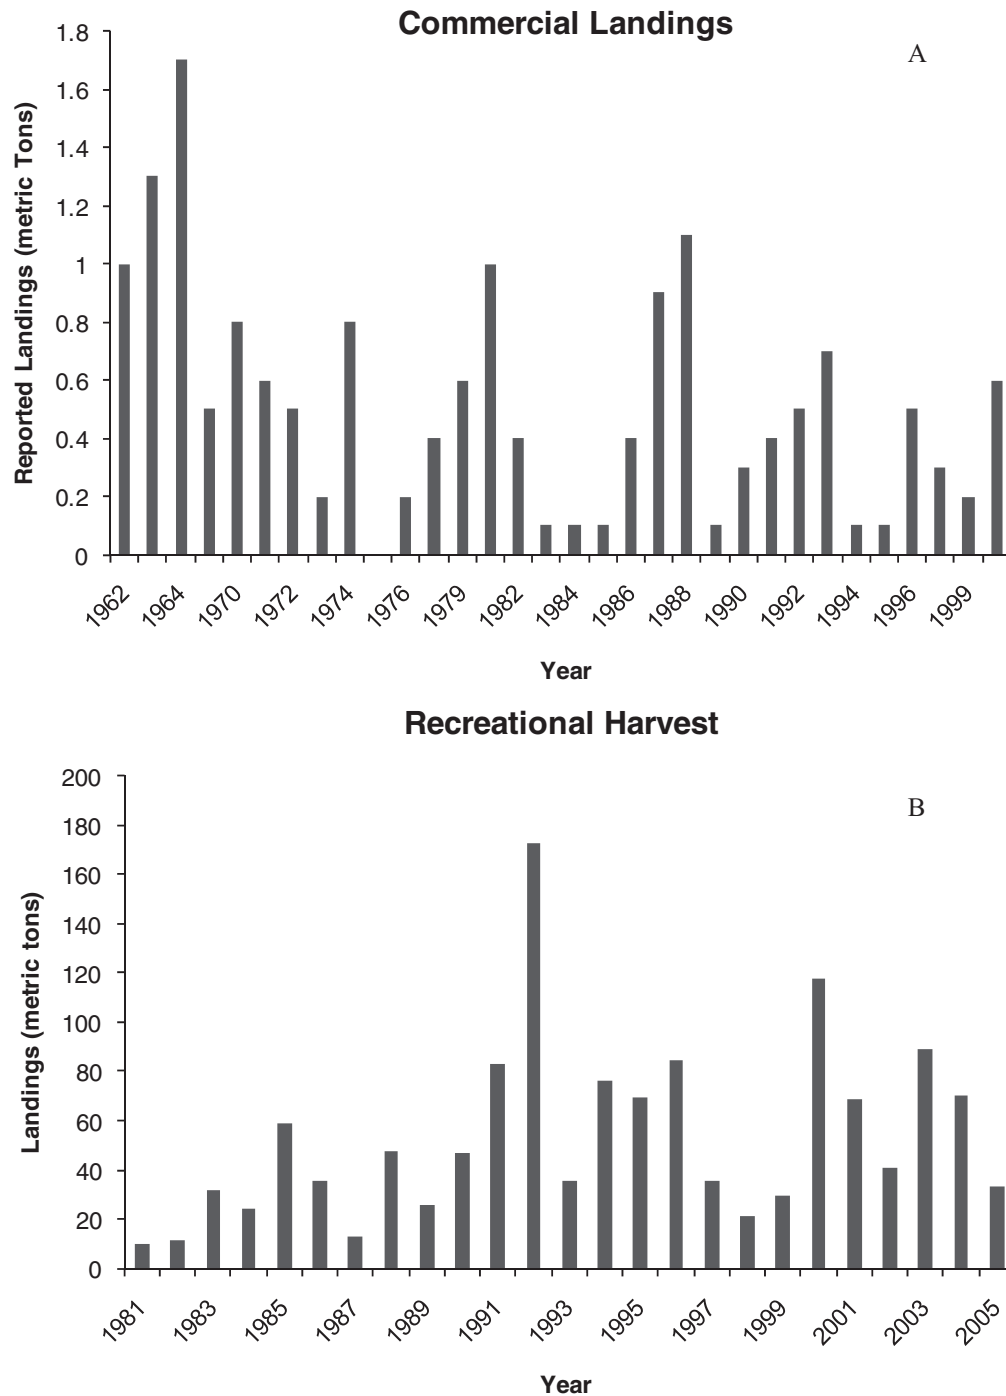 Commercial Landings
A
Reported Landings (metric Tons)
1.8
1.6
1.4
1.2
1
0.8
0.6
0.4
0.2
0
1962 1964 1970 1972 1974 1976 1979 1982 1984 1986 1988 1990 1992 1994 1996 1999
Year
Recreational Harvest
B
Landings (metric tons)
200
180
160
140
120
100
80
60
40
20
0
1981 1983 1985 1987 1989 1991 1993 1995 1997 1999 2001 2003 2005
Year